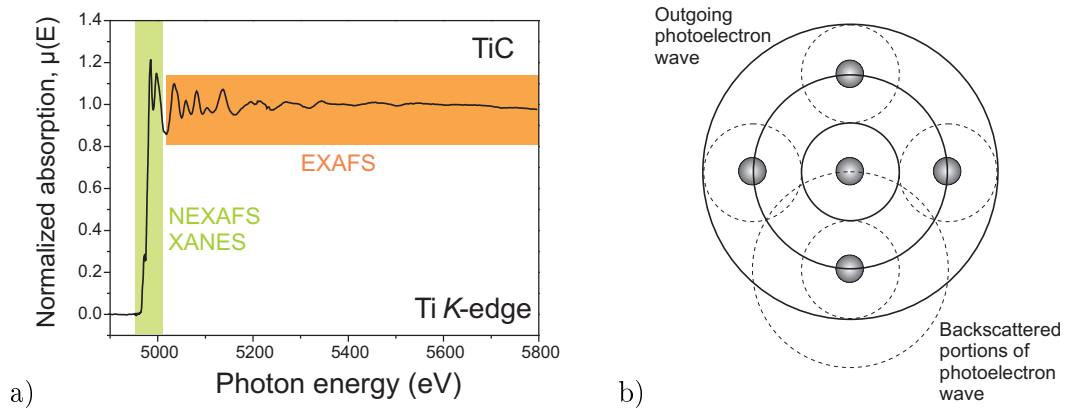 1.4
1.2
1.0
0.8
0.6
0.4
0.2
0.0
Normalized absorption, μ(E)
TiC
EXAFS
NEXAFS
XANES
Ti K-edge
5000
5200
5400
5600
5800
Photon energy (eV)
a)
Outgoing
photoelectron
wave
Backscattered
portions of
photoelectron
wave
b)